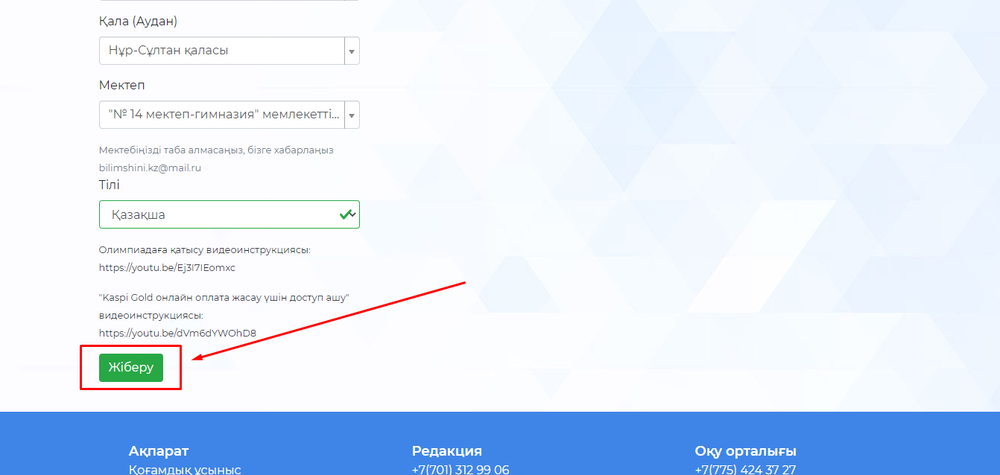 Қала (Аудан)
Нұр-Сұлтан қаласы
Мектеп
"№ 14 мектеп-гимназия" мемлекетті...
Мектебіңізді таба алмасаңыз, бізге хабарлаңыз
bilimshini.kz@mail.ru
Тілі
Қазақша
Олимпиадаға қатысу видеоинструкциясы:
https://youtu.be/Ej3I7IEomxc
"Kaspi Gold онлайн оплата жасау үшін доступ ашу"
видеоинструкциясы:
https://youtu.be/dVm6dYWOhD8
Жіберу
Ақпарат
Қоғамдық ұсыныс
Редакция
+7(701) 312 99 06
Оқу орталығы
+7(775) 424 37 27